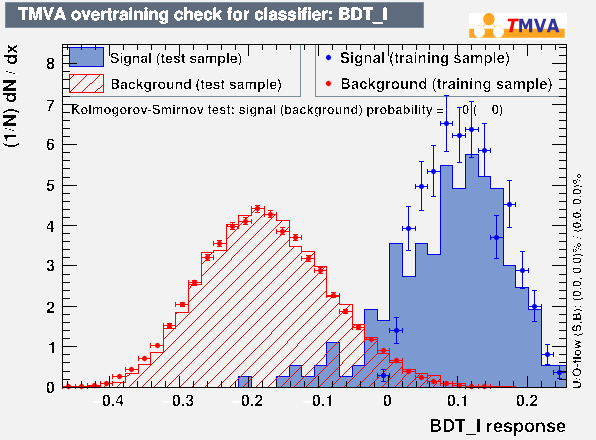 TMVA overtraining check for classifier: BDT_I
TMVA
(1/N) dN / dx
8
7
6
5
4
3
2
1
0
Signal (test sample)
Background (test sample)
Signal (training sample)
Background (training sample)
Kolmogorov-Smirnov test: signal (background) probability = 0 ( 0)
-0.4 -0.3 -0.2 -0.1 0 0.1 0.2
BDT_I response
U/O-flow (S,B): (0.0, 0.0)% / (0.0, 0.0)%